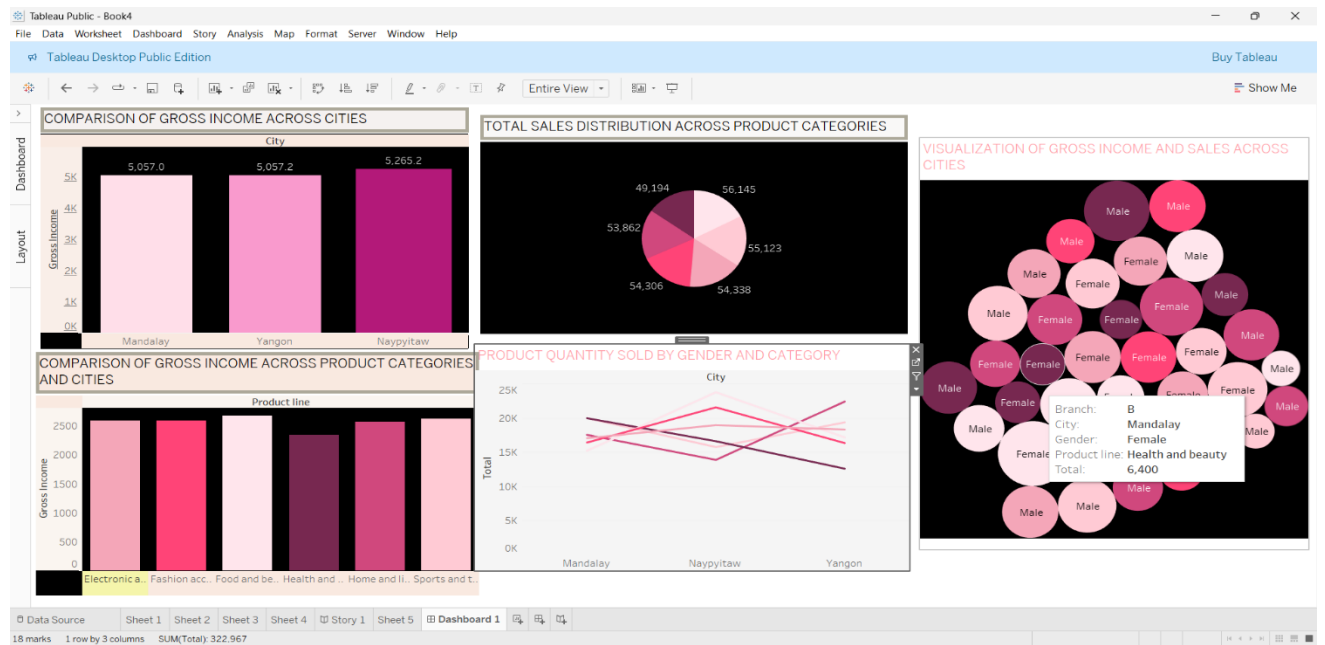 Tableau Public - Book4
File Data Worksheet Dashboard Story Analysis Map Format Server Window Help
Tableau Desktop Public Edition
Buy Tableau
Entire View
Show Me
Dashboard
Layout
COMPARISON OF GROSS INCOME ACROSS CITIES
City
5,057.0
5,057.2
5,265.2
5K
4K
3K
2K
1K
0K
Gross Income
Mandalay
Yangon
Naypyitaw
TOTAL SALES DISTRIBUTION ACROSS PRODUCT CATEGORIES
49,194
56,145
53,862
55,123
54,306
54,338
COMPARISON OF GROSS INCOME ACROSS PRODUCT CATEGORIES
AND CITIES
Product line
2500
2000
1500
1000
500
0
Gross Income
Electronic a..
Fashion acc..
Food and be..
Health and ..
Home and li..
Sports and t..
PRODUCT QUANTITY SOLD BY GENDER AND CATEGORY
City
25K
20K
15K
10K
5K
0K
Total
Mandalay
Naypyitaw
Yangon
VISUALIZATION OF GROSS INCOME AND SALES ACROSS
CITIES
Male
Male
Male
Female
Male
Male
Female
Male
Male
Female
Female
Female
Male
Female
Female
Female
Female
Female
Male
Male
Female
Female
Male
Male
Female
Male
Male
Male
Male
Branch: B
City: Mandalay
Gender: Female
Product line: Health and beauty
Total: 6,400
Data Source
Sheet 1
Sheet 2
Sheet 3
Sheet 4
Story 1
Sheet 5
Dashboard 1
18 marks 1 row by 3 columns SUM(Total): 322,967